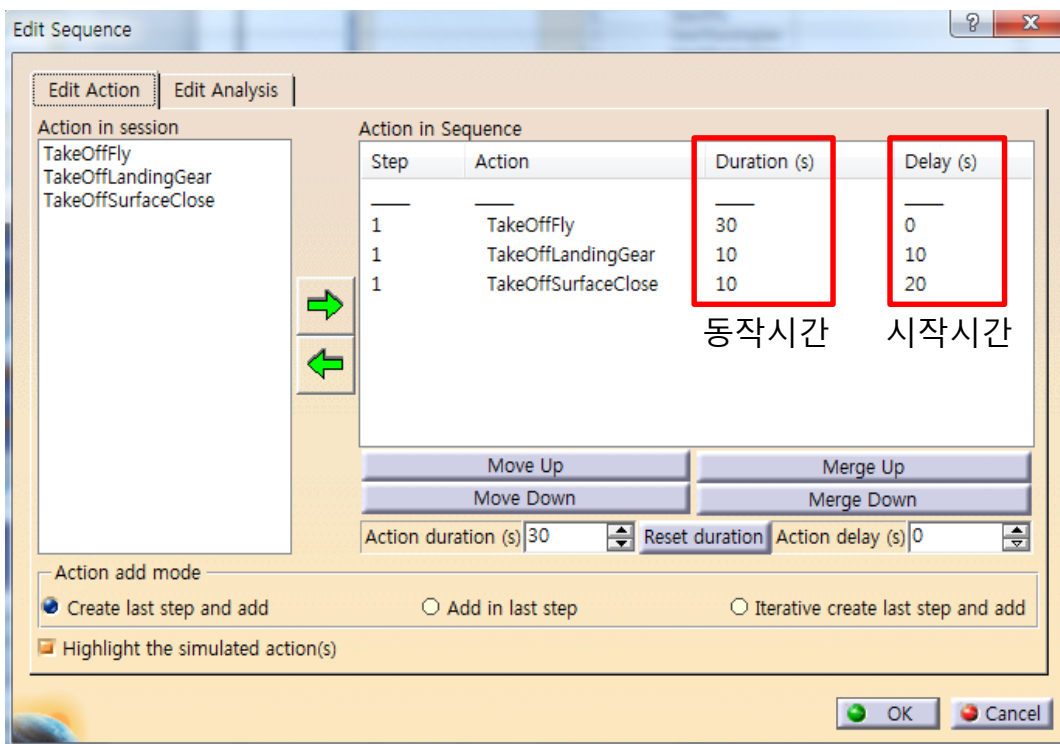 Edit Sequence
Edit Action Edit Analysis
Action in session
TakeOffFly
TakeOffLandingGear
TakeOffSurfaceClose
Action in Sequence
Step Action Duration (s) Delay (s)
1 TakeOffFly 30 0
1 TakeOffLandingGear 10 10
1 TakeOffSurfaceClose 10 20
동작시간 시작시간
Move Up Merge Up
Move Down Merge Down
Action duration (s) 30 Reset duration Action delay (s) 0
Action add mode
Create last step and add Add in last step Iterative create last step and add
Highlight the simulated action(s)
OK Cancel